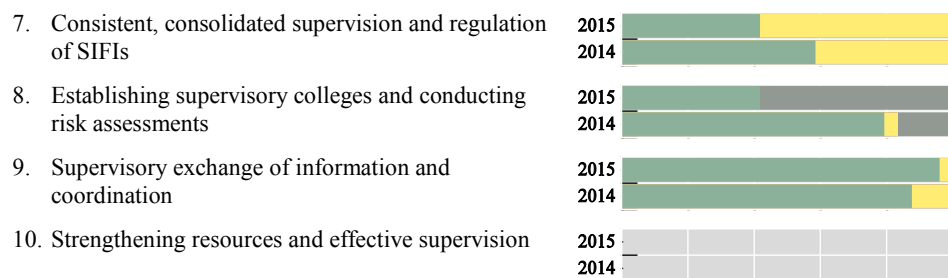 7. Consistent, consolidated supervision and regulation
of SIFIs
2015
2014
8. Establishing supervisory colleges and conducting
risk assessments
2015
2014
9. Supervisory exchange of information and
coordination
2015
2014
10. Strengthening resources and effective supervision
2015
2014